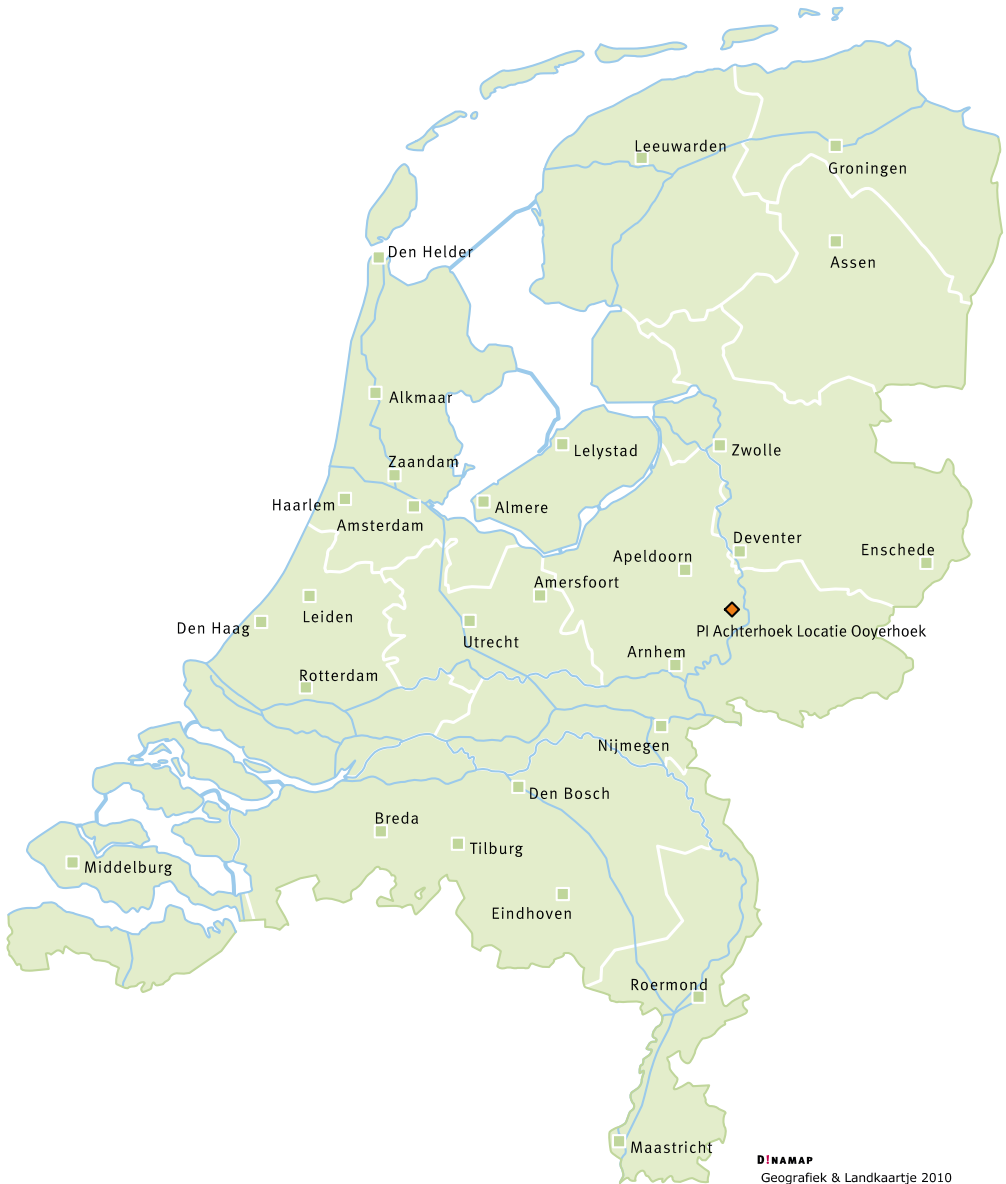 Leeuwarden
Groningen
Den Helder
Assen
Alkmaar
Lelystad
Zwolle
Zaandam
Haarlem
Almere
Amsterdam
Deventer
Enschede
Apeldoorn
Amersfoort
Leiden
Den Haag
PI Achterhoek Locatie Ooyerhoek
Utrecht
Arnhem
Rotterdam
Nijmegen
Den Bosch
Breda
Tilburg
Middelburg
Eindhoven
Roermond
Maastricht
D!NAMAP
Geografiek & Landkaartje 2010